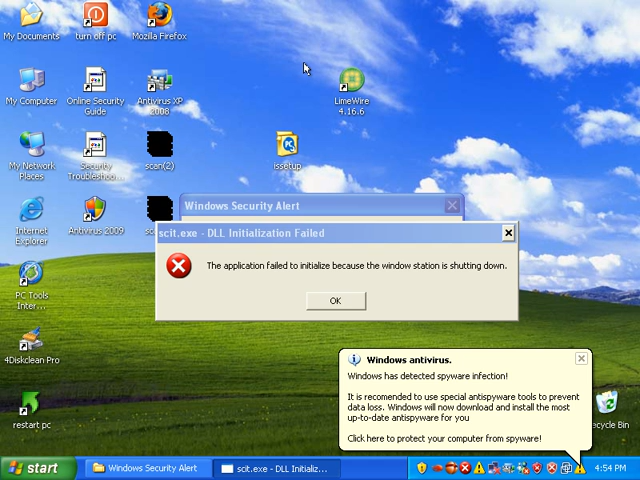 My Documents
turn off pc
Mozilla Firefox
My Computer
Online Security
Guide
Antivirus XP
2008
LimeWire
4.16.6
My Network
Places
Security
Troubleshoo...
scan(2)
issetup
Internet
Explorer
Antivirus 2009
Windows Security Alert
scit.exe - DLL Initialization Failed
The application failed to initialize because the window station is shutting down.
OK
PC Tools
Inter...
4Diskclean Pro
restart pc
Windows antivirus.
Windows has detected spyware infection!
It is recomended to use special antispyware tools to prevent
data loss. Windows will now download and install the most
up-to-date antispyware for you
Click here to protect your computer from spyware!
Recycle Bin
start
Windows Security Alert
scit.exe - DLL Initializ...
4:54 PM